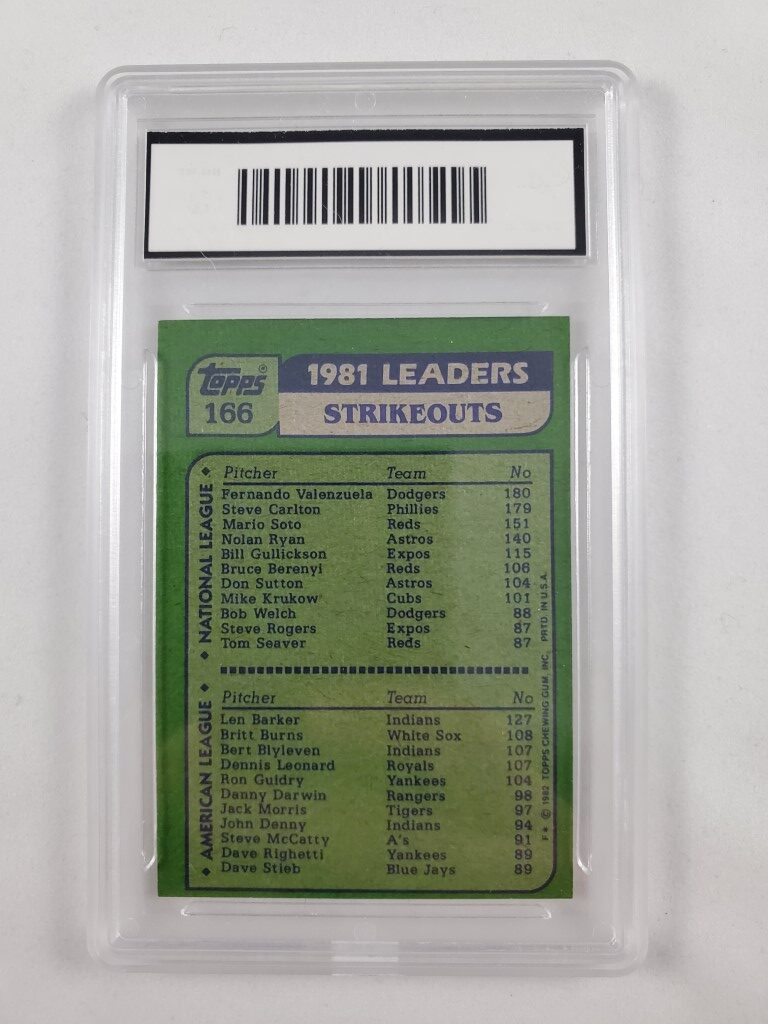 Topps®
166
1981 LEADERS
STRIKEOUTS
◆ NATIONAL LEAGUE ◆
Pitcher Team No
Fernando Valenzuela Dodgers 180
Steve Carlton Phillies 179
Mario Soto Reds 151
Nolan Ryan Astros 140
Bill Gullickson Expos 115
Bruce Berenyi Reds 106
Don Sutton Astros 104
Mike Krukow Cubs 101
Bob Welch Dodgers 88
Steve Rogers Expos 87
Tom Seaver Reds 87
◆ AMERICAN LEAGUE ◆
Pitcher Team No
Len Barker Indians 127
Britt Burns White Sox 108
Bert Blyleven Indians 107
Dennis Leonard Royals 107
Ron Guidry Yankees 104
Danny Darwin Rangers 98
Jack Morris Tigers 97
John Denny Indians 94
Steve McCatty A's 91
Dave Righetti Yankees 89
Dave Stieb Blue Jays 89
F* © 1982 TOPPS CHEWING GUM, INC. PRTD. IN U.S.A.